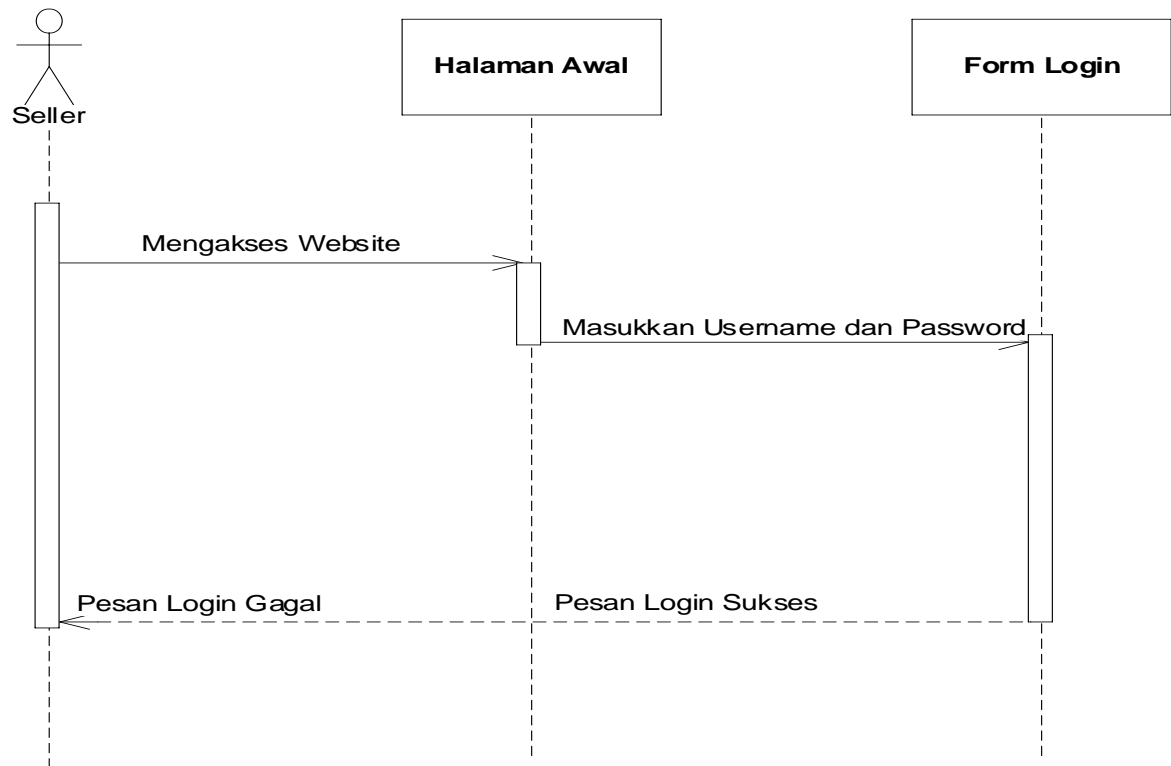 Seller
Halaman Awal
Form Login
Mengakses Website
Masukkan Username dan Password
Pesan Login Gagal
Pesan Login Sukses